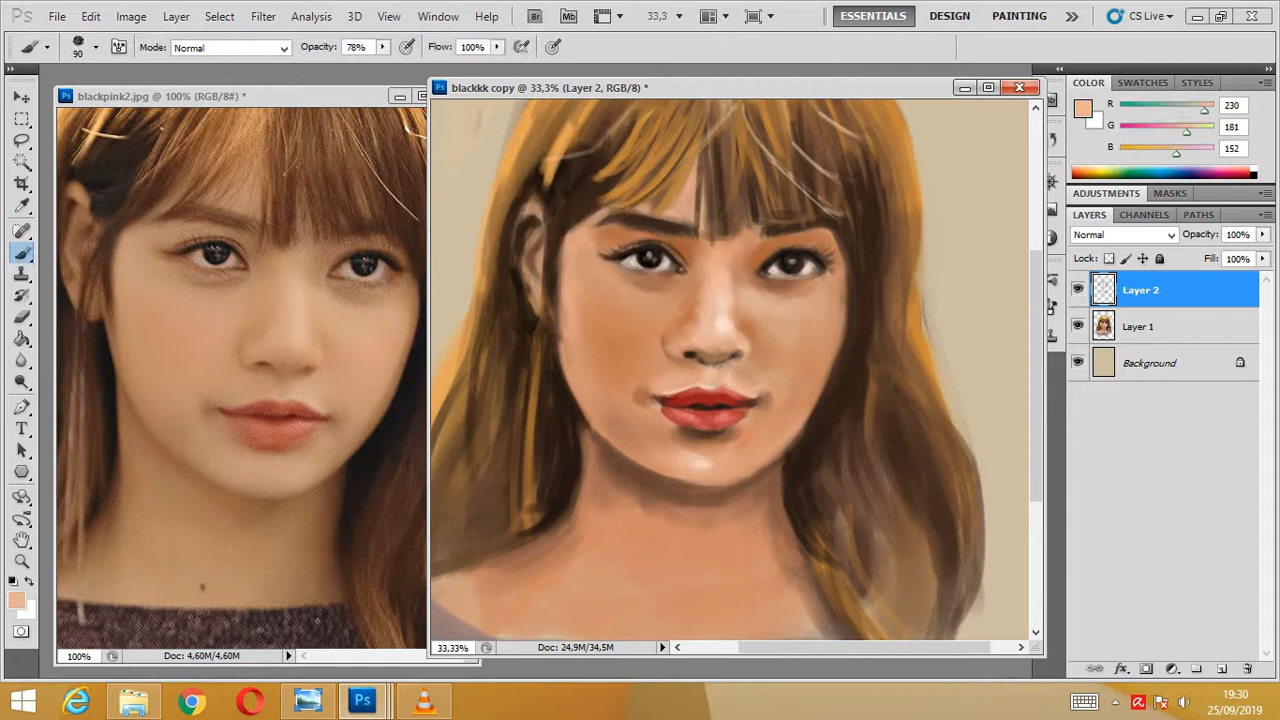 Ps File Edit Image Layer Select Filter Analysis 3D View Window Help Br Mb 33,3 ESSENTIALS DESIGN PAINTING CS Live
90 Mode: Normal Opacity: 78% Flow: 100%
blackpink2.jpg @ 100% (RGB/8#) *
blackkk copy @ 33,3% (Layer 2, RGB/8) *
100% Doc: 4,60M/4,60M
33,33% Doc: 24,9M/34,5M
COLOR SWATCHES STYLES
R 230
G 181
B 152
ADJUSTMENTS MASKS
LAYERS CHANNELS PATHS
Normal Opacity: 100%
Lock: Fill: 100%
Layer 2
Layer 1
Background
Ps
19:30
25/09/2019